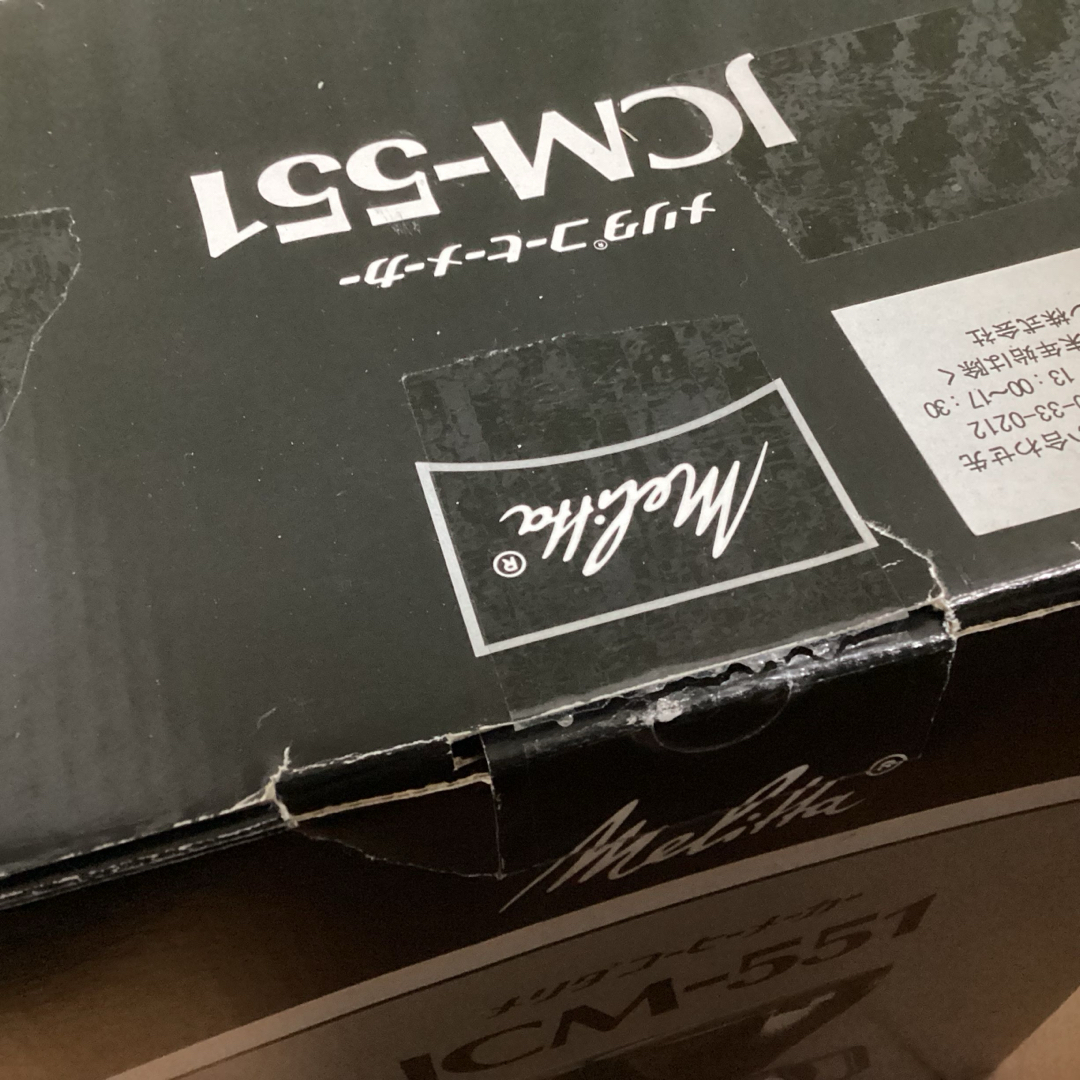 Melitta®
メリタ®コーヒーメーカー
JCM-551
合わせ先
-33-0212
13：00〜17：30
末年始は除く
株式会社
Melitta®
メリタコーヒーメーカー
JCM-551